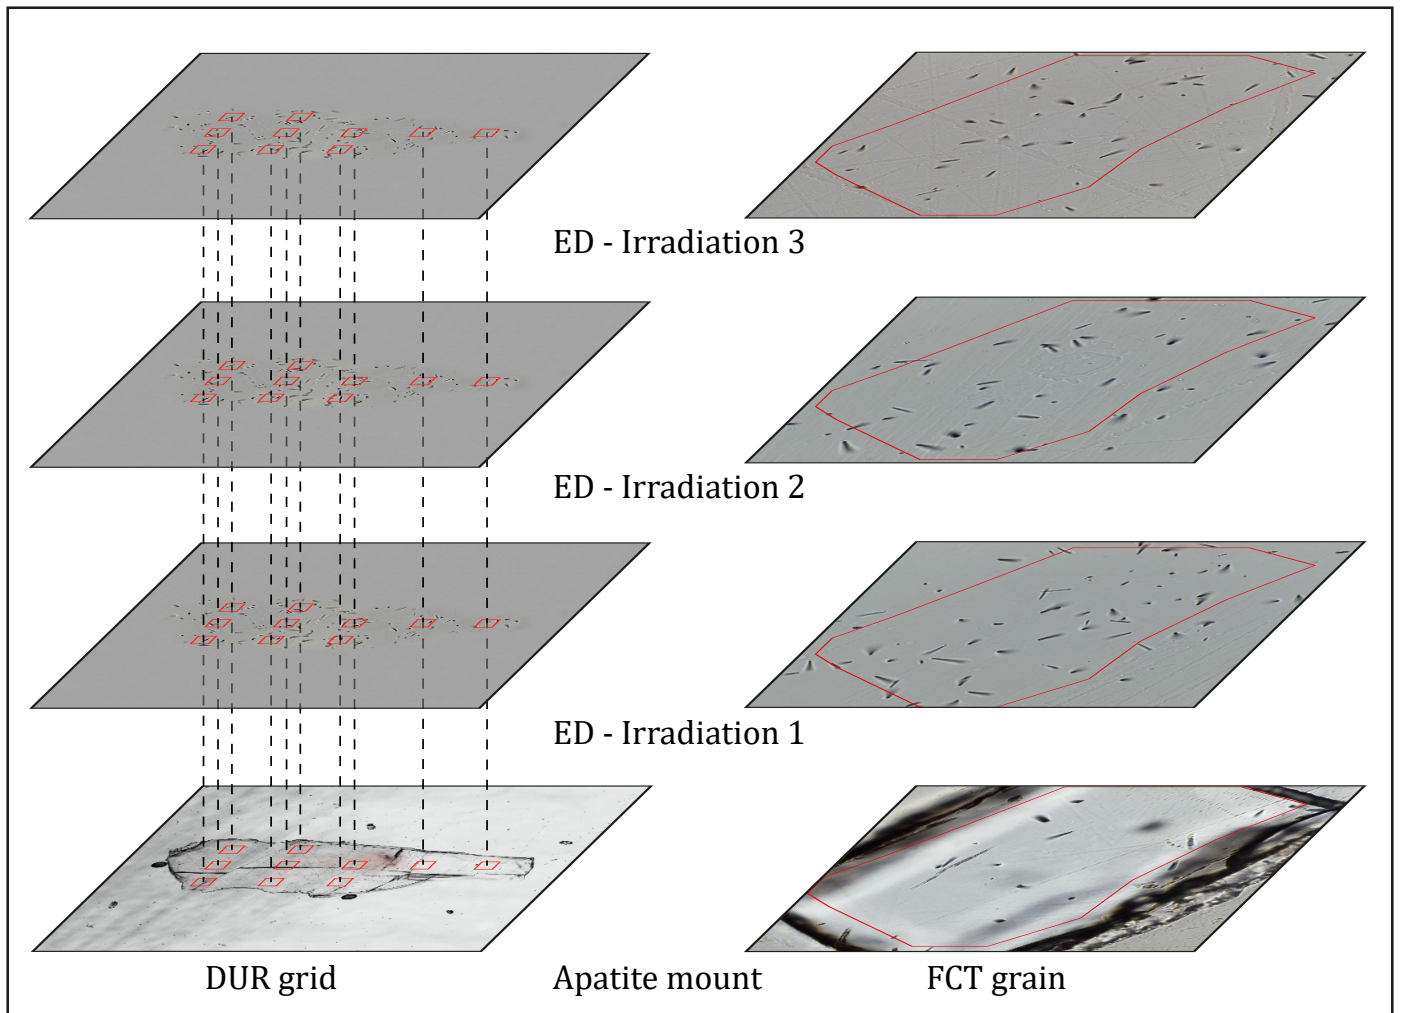 ED - Irradiation 3
ED - Irradiation 2
ED - Irradiation 1
DUR grid
Apatite mount
FCT grain